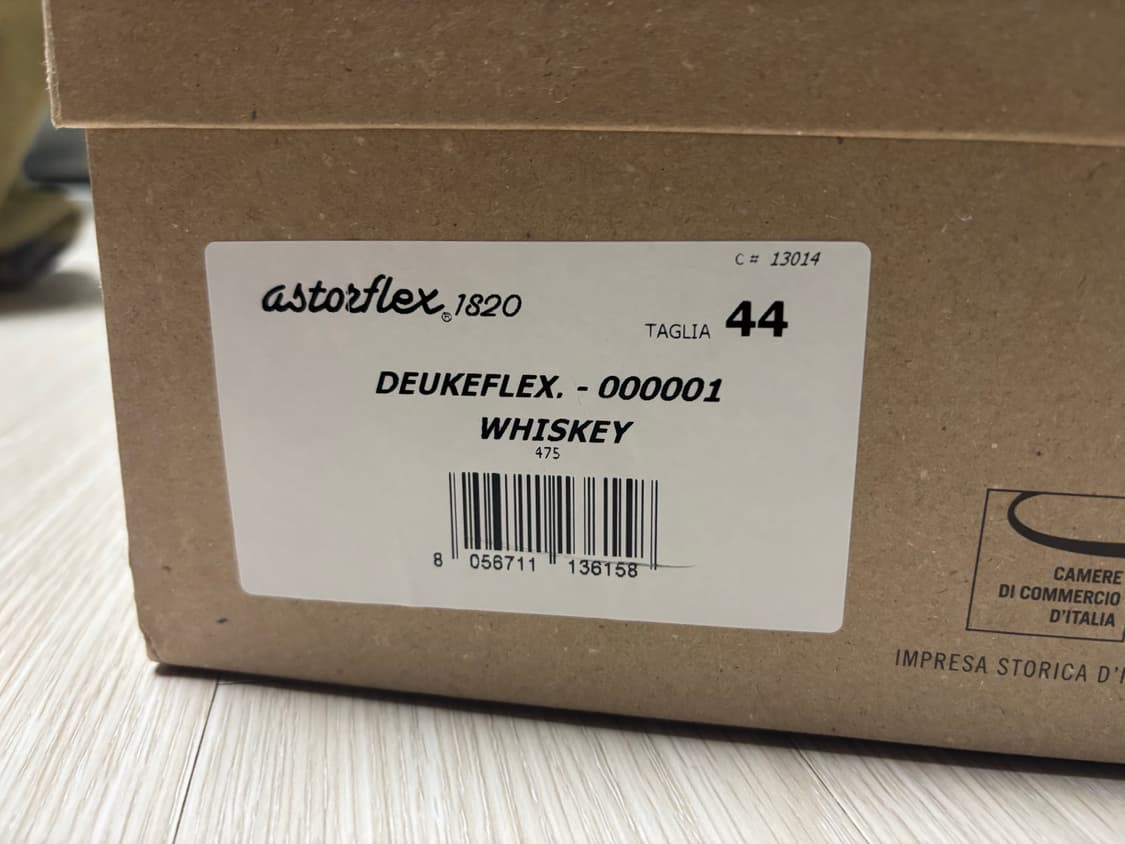 C# 13014
astorflex® 1820
TAGLIA 44
DEUKEFLEX. - 000001
WHISKEY
475
8 056711 136158
CAMERE
DI COMMERCIO
D'ITALIA
IMPRESA STORICA